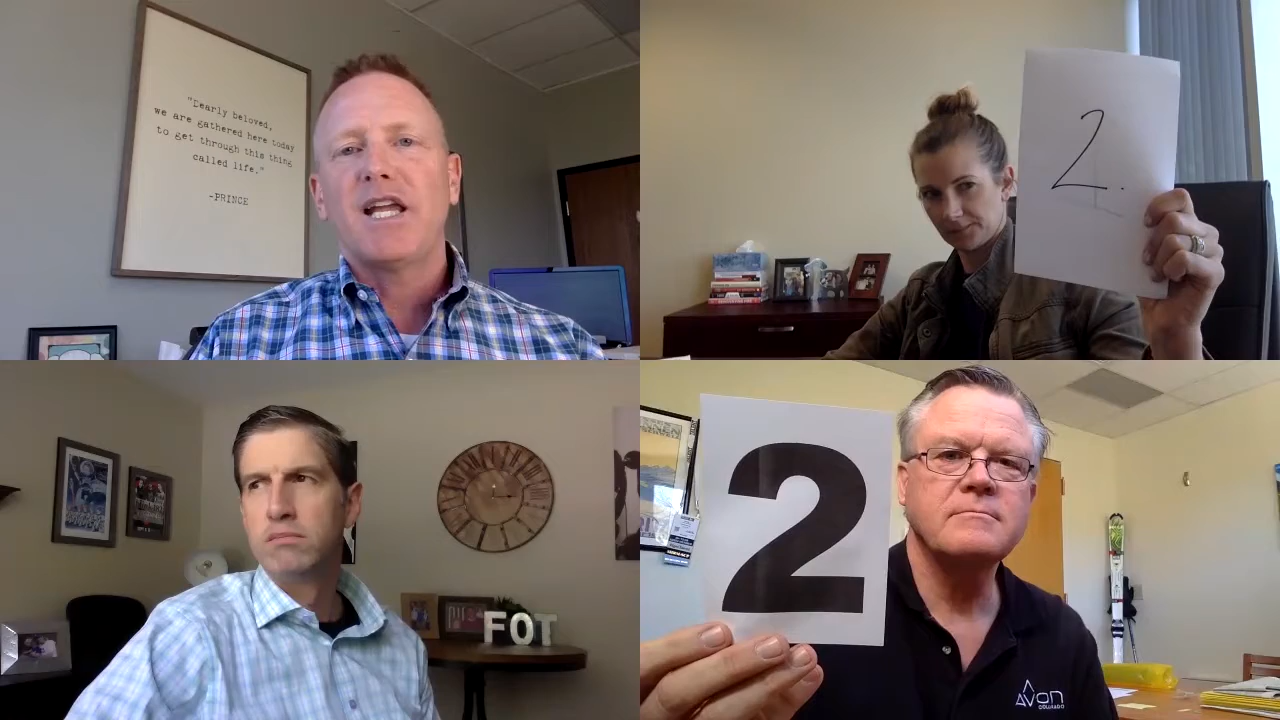 "Dearly beloved,
we are gathered here today
to get through this thing
called life."
-PRINCE
2.
FOT
2
AVON
COLORADO